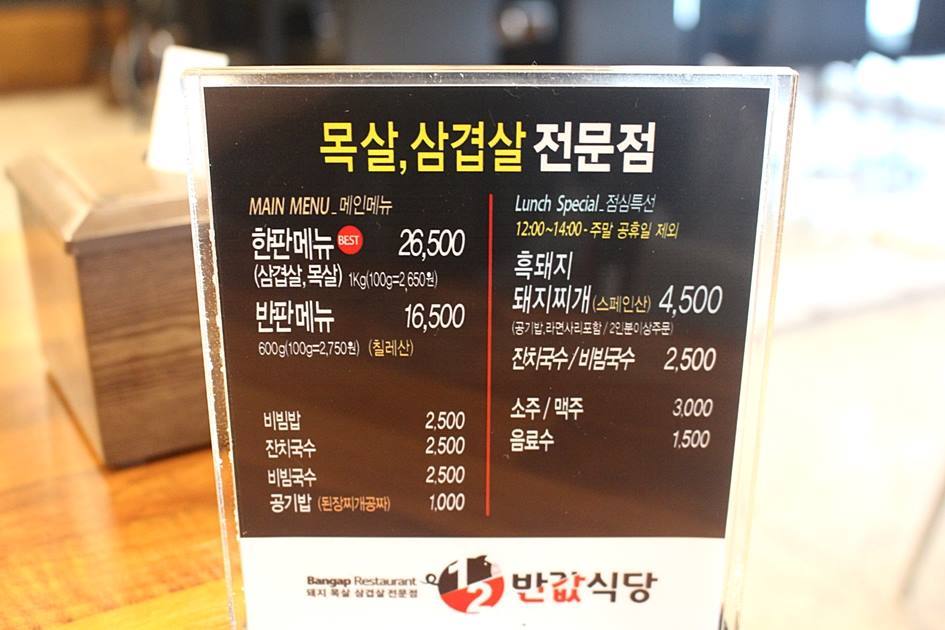 목살,삼겹살 전문점
MAIN MENU_메인메뉴
한판메뉴 BEST 26,500
(삼겹살,목살) 1Kg(100g=2,650원)
반판메뉴 16,500
600g(100g=2,750원) (칠레산)
비빔밥 2,500
잔치국수 2,500
비빔국수 2,500
공기밥 (된장찌개공짜) 1,000
Lunch Special_점심특선
12:00~14:00-주말 공휴일 제외
흑돼지
돼지찌개(스페인산) 4,500
(공기밥,라면사리포함 / 2인분이상주문)
잔치국수 / 비빔국수 2,500
소주 / 맥주 3,000
음료수 1,500
Bangap Restaurant
돼지 목살 삼겹살 전문점
1/2 반값식당